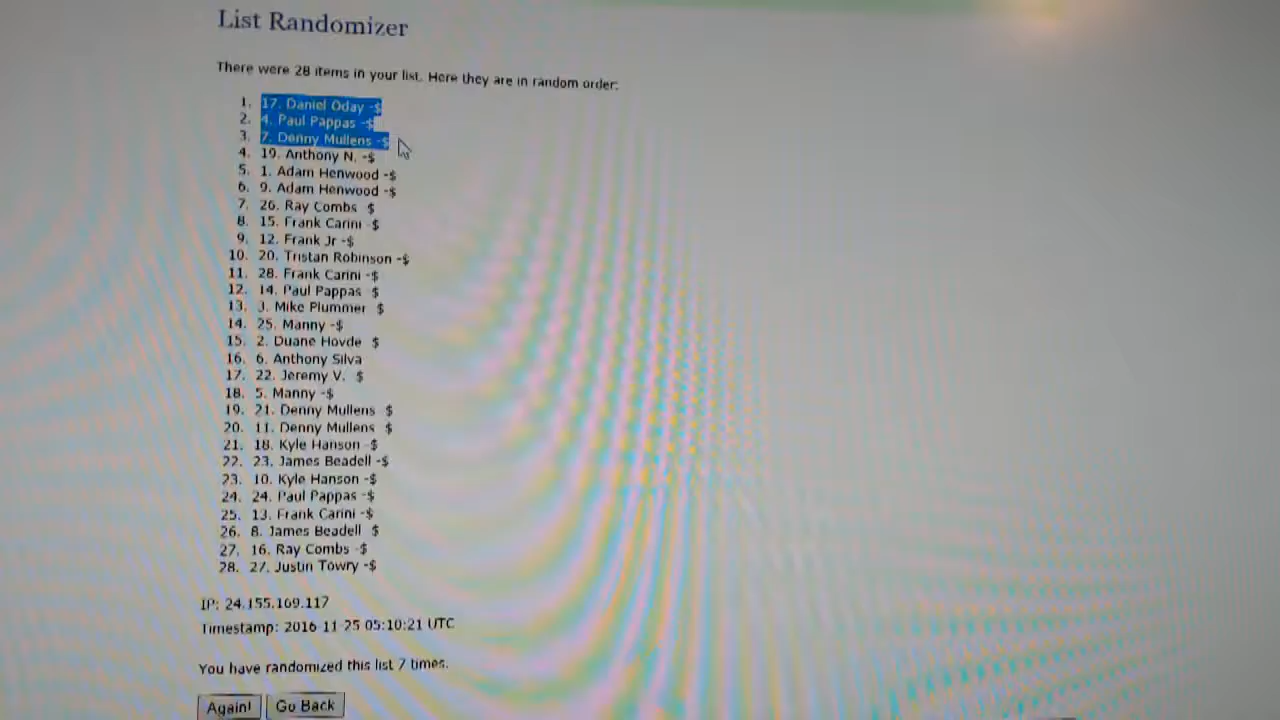 List Randomizer
There were 28 items in your list. Here they are in random order:
1. 17. Daniel Oday -$
2. 4. Paul Pappas -$
3. 7. Denny Mullens -$
4. 19. Anthony N. -$
5. 1. Adam Henwood -$
6. 9. Adam Henwood -$
7. 26. Ray Combs $
8. 15. Frank Carini $
9. 12. Frank Jr -$
10. 20. Tristan Robinson -$
11. 28. Frank Carini -$
12. 14. Paul Pappas $
13. 3. Mike Plummer $
14. 25. Manny -$
15. 2. Duane Hovde $
16. 6. Anthony Silva
17. 22. Jeremy V. $
18. 5. Manny -$
19. 21. Denny Mullens $
20. 11. Denny Mullens $
21. 18. Kyle Hanson $
22. 23. James Beadell -$
23. 10. Kyle Hanson -$
24. 24. Paul Pappas -$
25. 13. Frank Carini -$
26. 8. James Beadell $
27. 16. Ray Combs -$
28. 27. Justin Towry -$
IP: 24.155.169.117
Timestamp: 2016-11-25 05:10:21 UTC
You have randomized this list 7 times.
Again! Go Back